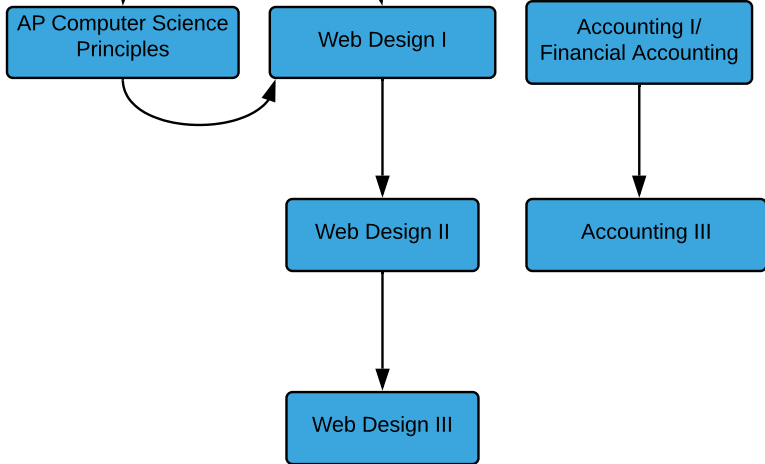 AP Computer Science
Principles
Web Design I
Accounting I/
Financial Accounting
Web Design II
Accounting III
Web Design III